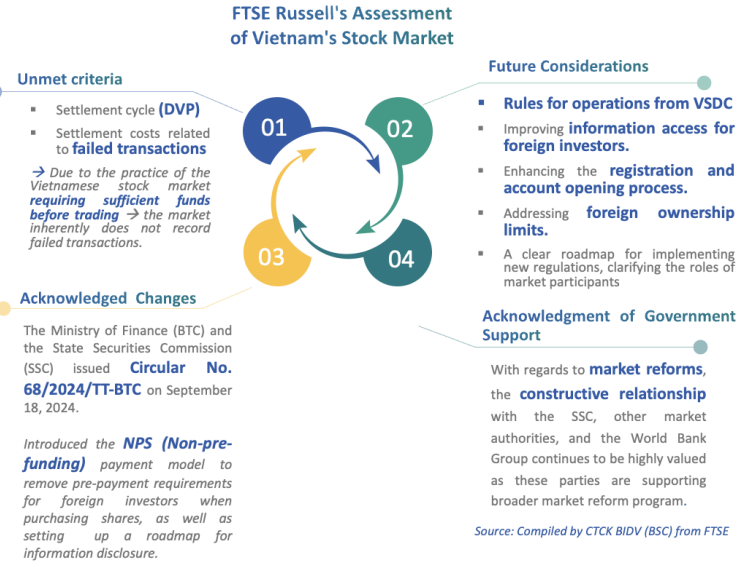 FTSE Russell's Assessment
of Vietnam's Stock Market
Unmet criteria
▪ Settlement cycle (DVP)
▪ Settlement costs related
to failed transactions
→ Due to the practice of the
Vietnamese stock market
requiring sufficient funds
before trading → the market
inherently does not record
failed transactions.
01
02
Future Considerations
▪ Rules for operations from VSDC
▪ Improving information access for
foreign investors.
▪ Enhancing the registration and
account opening process.
▪ Addressing foreign ownership
limits.
▪ A clear roadmap for implementing
new regulations, clarifying the roles of
market participants
03
04
Acknowledged Changes
The Ministry of Finance (BTC) and
the State Securities Commission
(SSC) issued Circular No.
68/2024/TT-BTC on September
18, 2024.
Introduced the NPS (Non-pre-
funding) payment model to
remove pre-payment requirements
for foreign investors when
purchasing shares, as well as
setting up a roadmap for
information disclosure.
Acknowledgment of Government
Support
With regards to market reforms,
the constructive relationship
with the SSC, other market
authorities, and the World Bank
Group continues to be highly valued
as these parties are supporting
broader market reform program.
Source: Compiled by CTCK BIDV (BSC) from FTSE